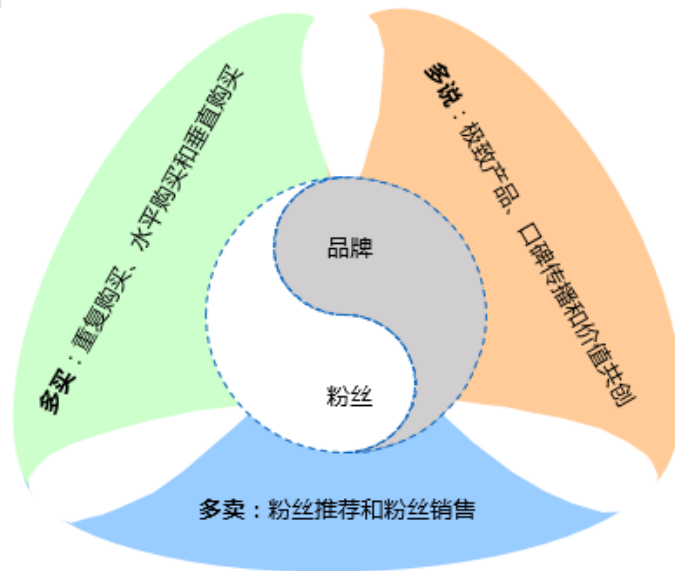 多买：重复购买、水平购买和垂直购买
多说：极致产品、口碑传播和价值共创
品牌
粉丝
多卖：粉丝推荐和粉丝销售